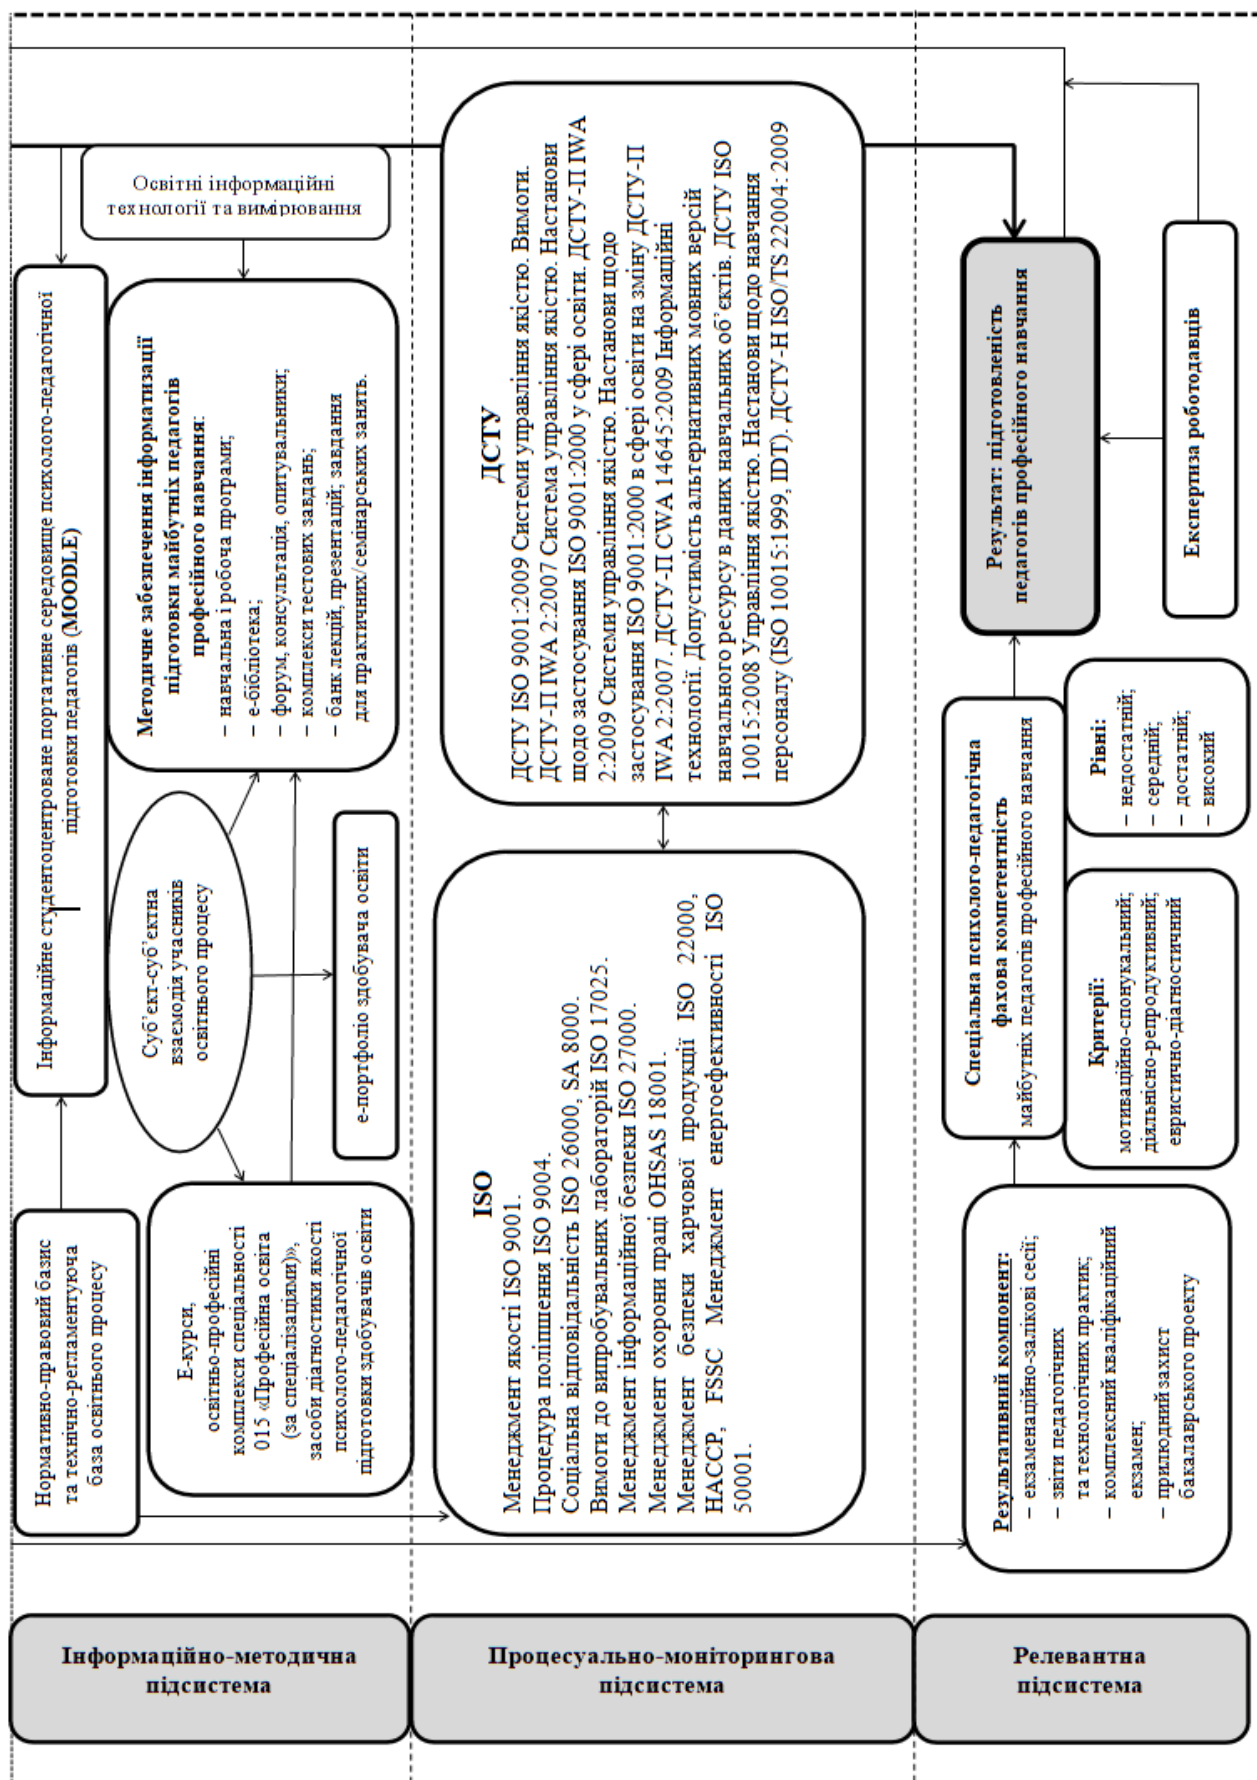 Інформаційно-методична
підсистема
Нормативно-правовий базис
та технічно-регламентуюча
база освітнього процесу
Інформаційне студентоцентроване портативне середовище психолого-педагогічної
підготовки педагогів (MOODLE)
Е-курси,
освітньо-професійні
комплекси спеціальності
015 «Професійна освіта
(за спеціалізаціями)»,
засоби діагностики якості
психолого-педагогічної
підготовки здобувачів освіти
Суб’єкт-суб’єктна
взаємодія учасників
освітнього процесу
е-портфоліо здобувача освіти
Методичне забезпечення інформатизації
підготовки майбутніх педагогів
професійного навчання:
– навчальна і робоча програми;
– е-бібліотека;
– форум, консультація, опитувальники;
– комплекси тестових завдань;
– банк лекцій, презентацій; завдання
для практичних/семінарських занять.
Освітні інформаційні
технології та вимірювання
Процесуально-моніторингова
підсистема
ISO
Менеджмент якості ISO 9001.
Процедура поліпшення ISO 9004.
Соціальна відповідальність ISO 26000, SA 8000.
Вимоги до випробувальних лабораторій ISO 17025.
Менеджмент інформаційної безпеки ISO 27000.
Менеджмент охорони праці OHSAS 18001.
Менеджмент безпеки харчової продукції ISO 22000,
HACCP, FSSC Менеджмент енергоефективності ISO
50001.
ДСТУ
ДСТУ ISO 9001:2009 Системи управління якістю. Вимоги.
ДСТУ-П IWA 2:2007 Система управління якістю. Настанови
щодо застосування ISO 9001:2000 у сфері освіти. ДСТУ-П IWA
2:2009 Системи управління якістю. Настанови щодо
застосування ISO 9001:2000 в сфері освіти на зміну ДСТУ-П
IWA 2:2007. ДСТУ-П CWA 14645:2009 Інформаційні
технології. Допустимість альтернативних мовних версій
навчального ресурсу в даних навчальних об’єктів. ДСТУ ISO
10015:2008 Управління якістю. Настанови щодо навчання
персоналу (ISO 10015:1999, IDT). ДСТУ-Н ISO/TS 22004: 2009
Релевантна
підсистема
Результативний компонент:
– екзаменаційно-залікові сесії;
– звіти педагогічних
та технологічних практик;
– комплексний кваліфікаційний
екзамен;
– прилюдний захист
бакалаврського проекту
Спеціальна психолого-педагогічна
фахова компетентність
майбутніх педагогів професійного навчання
Критерії:
мотиваційно-спонукальний;
діяльнісно-репродуктивний;
евристично-діагностичний
Рівні:
– недостатній;
– середній;
– достатній;
– високий
Результат: підготовленість
педагогів професійного навчання
Експертиза роботодавців